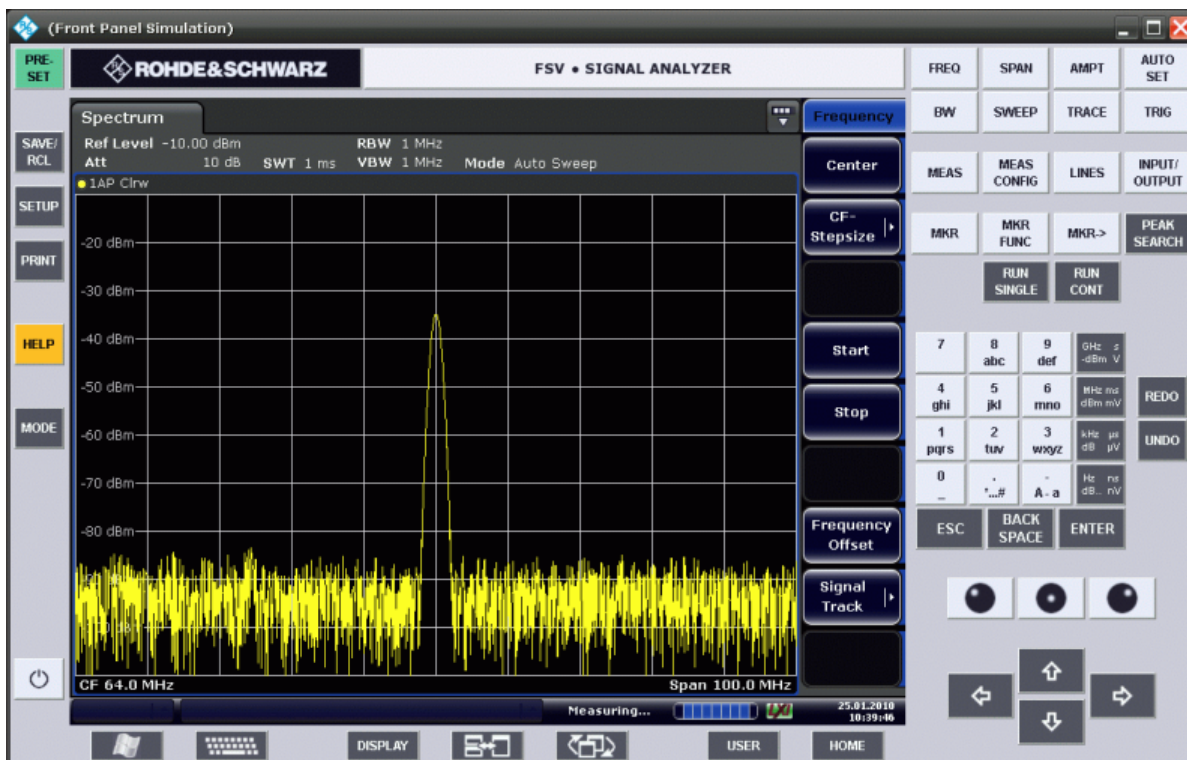 (Front Panel Simulation)
PRE-
SET
ROHDE&SCHWARZ
FSV • SIGNAL ANALYZER
FREQ
SPAN
AMPT
AUTO
SET
Spectrum
Frequency
BW
SWEEP
TRACE
TRIG
SAVE/
RCL
Ref Level -10.00 dBm
RBW 1 MHz
Att 10 dB SWT 1 ms VBW 1 MHz Mode Auto Sweep
1AP Clrw
Center
MEAS
MEAS
CONFIG
LINES
INPUT/
OUTPUT
SETUP
CF-
Stepsize
MKR
MKR
FUNC
MKR->
PEAK
SEARCH
-20 dBm
PRINT
RUN
SINGLE
RUN
CONT
-30 dBm
HELP
-40 dBm
Start
7
8
abc
9
def
GHz s
-dBm V
-50 dBm
Stop
4
ghi
5
jkl
6
mno
MHz ms
dBm mV
REDO
MODE
-60 dBm
1
pqrs
2
tuv
3
wxyz
kHz µs
dB µV
UNDO
-70 dBm
0
_
.
*...#
-
A - a
Hz ns
dB.. nV
-80 dBm
Frequency
Offset
ESC
BACK
SPACE
ENTER
Signal
Track
CF 64.0 MHz
Span 100.0 MHz
Measuring...
LXI
25.01.2010
10:39:46
DISPLAY
USER
HOME